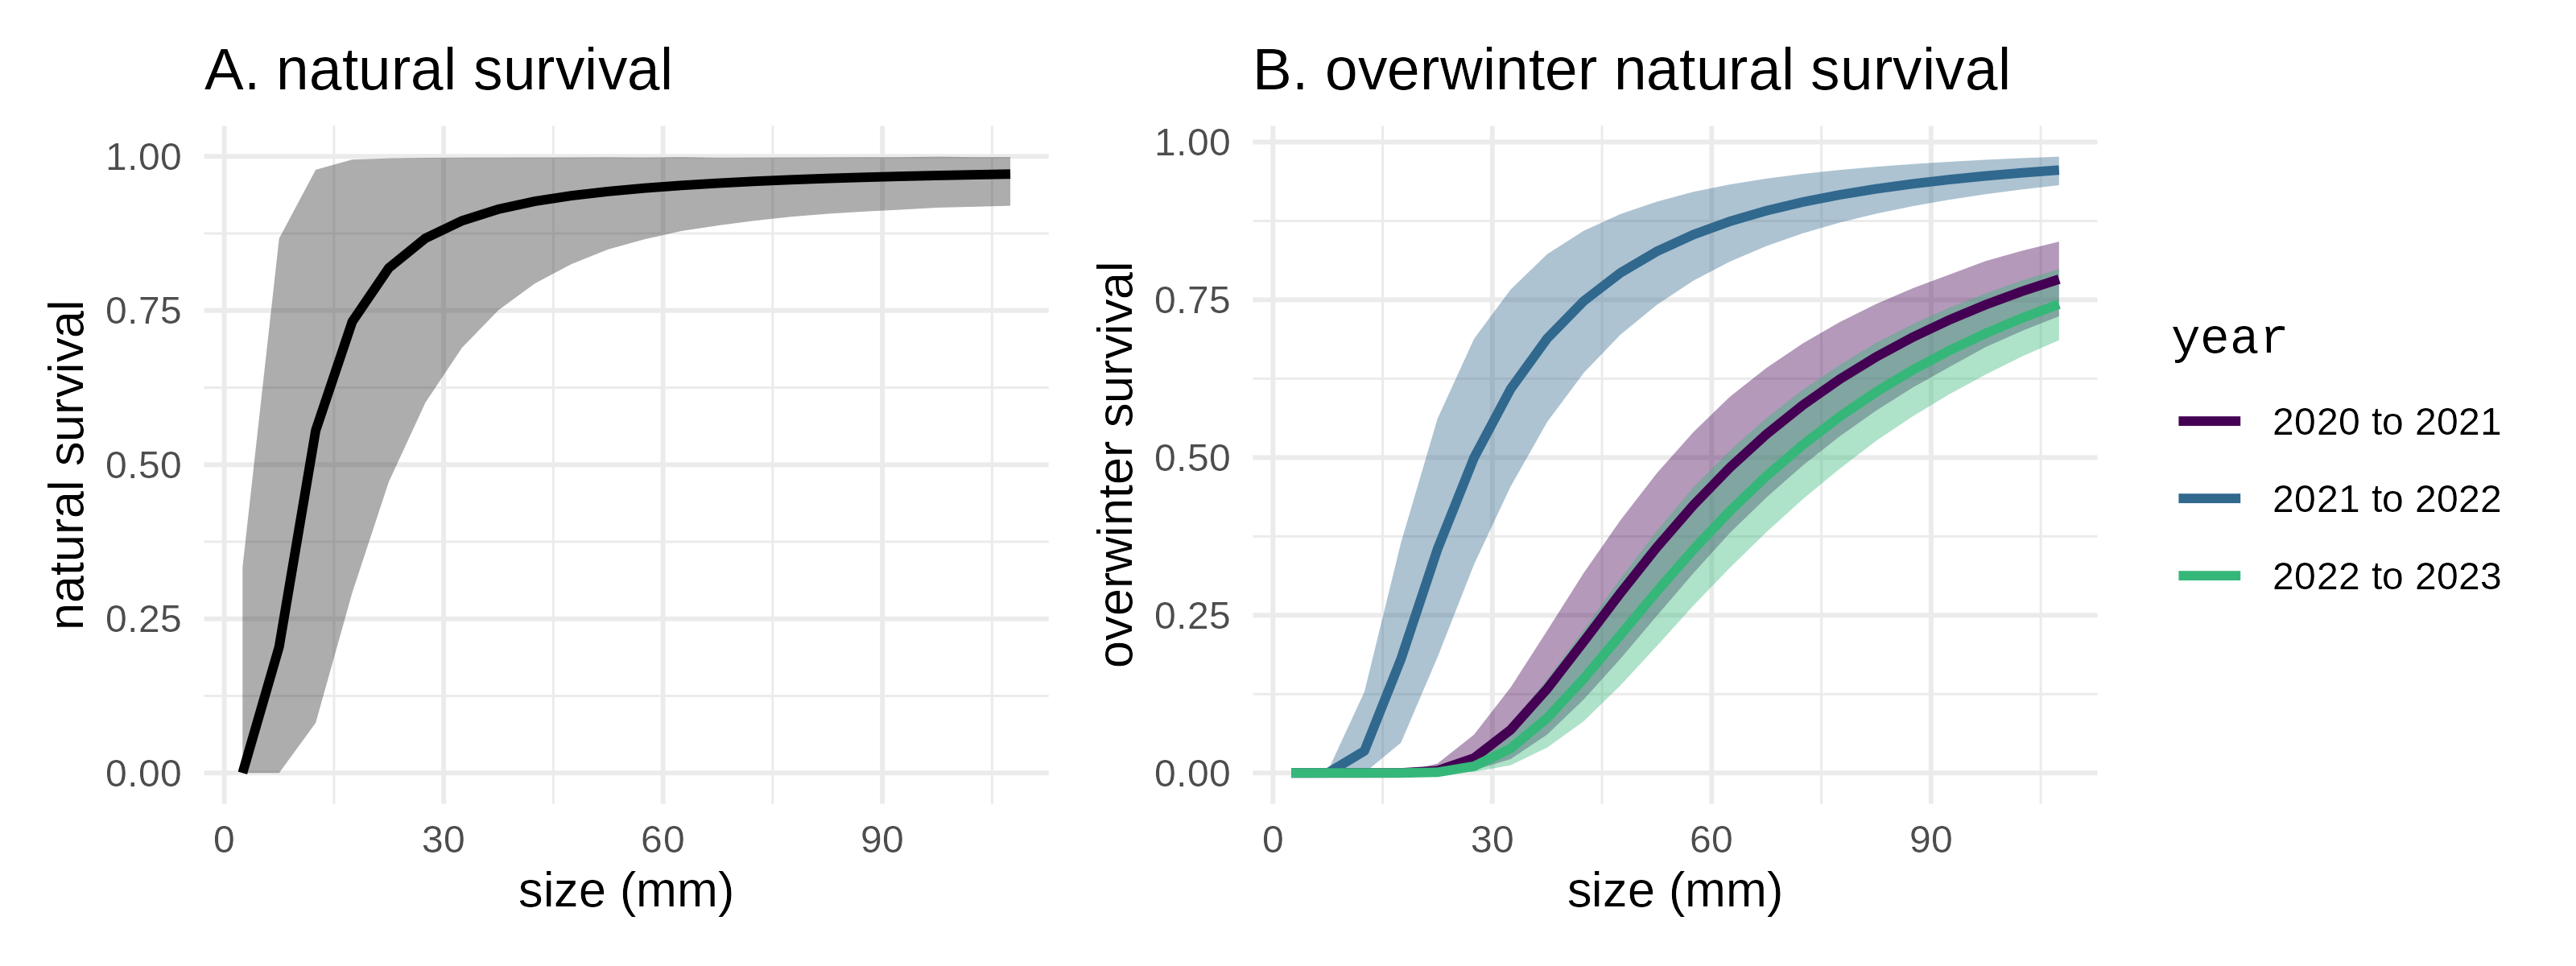 A. natural survival
natural survival
1.00
0.75
0.50
0.25
0.00
0 30 60 90
size (mm)
B. overwinter natural survival
overwinter survival
1.00
0.75
0.50
0.25
0.00
0 30 60 90
size (mm)
year
2020 to 2021
2021 to 2022
2022 to 2023